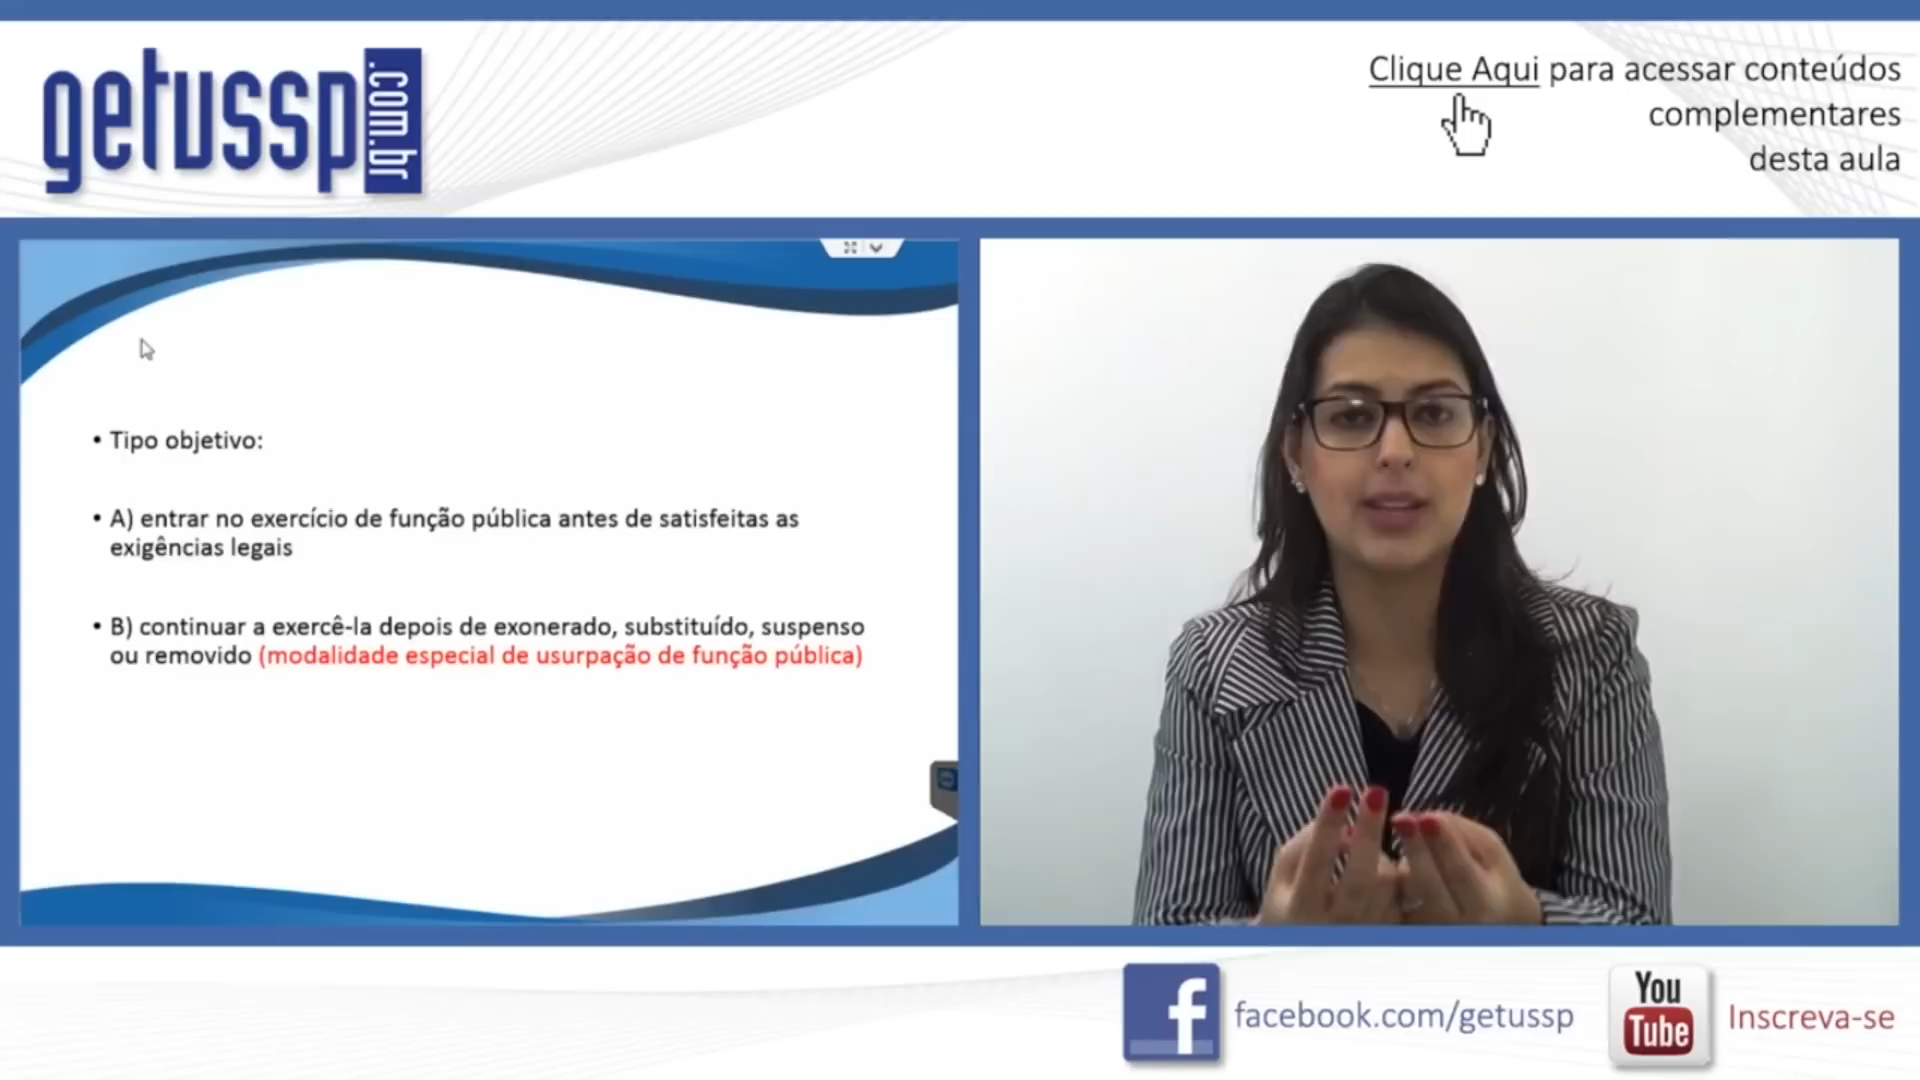 getussp.com.br
Clique Aqui para acessar conteúdos
complementares
desta aula
• Tipo objetivo:
• A) entrar no exercício de função pública antes de satisfeitas as
exigências legais
• B) continuar a exercê-la depois de exonerado, substituído, suspenso
ou removido (modalidade especial de usurpação de função pública)
f facebook.com/getussp
You
Tube
Inscreva-se